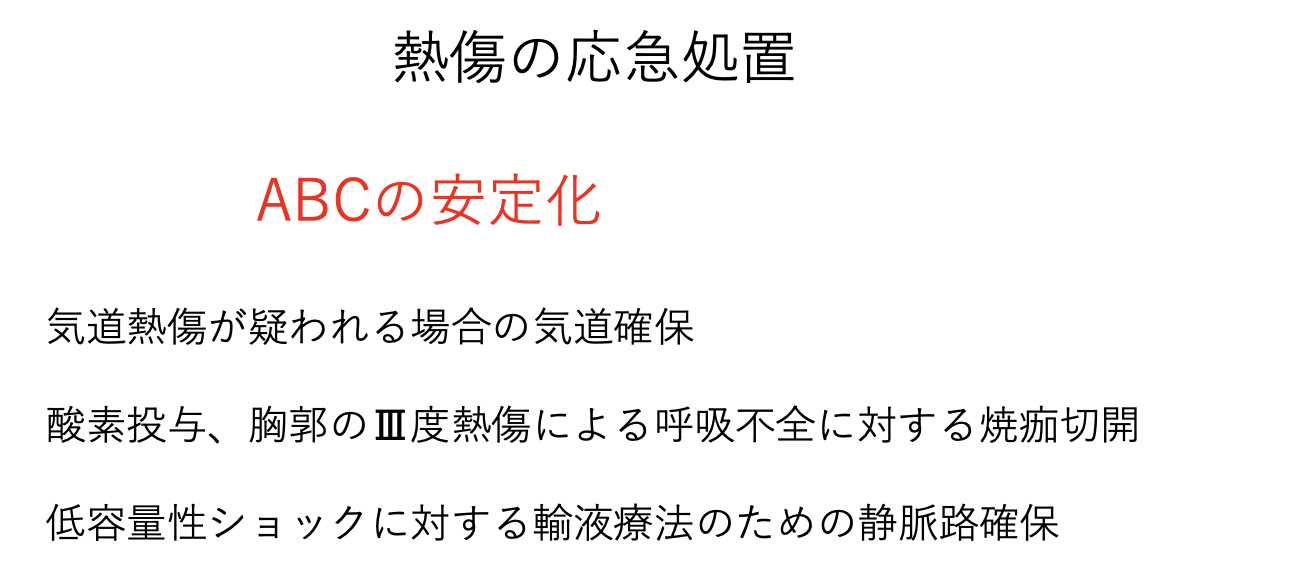 熱傷の応急処置
ABCの安定化
気道熱傷が疑われる場合の気道確保
酸素投与、胸郭のⅢ度熱傷による呼吸不全に対する焼痂切開
低容量性ショックに対する輸液療法のための静脈路確保